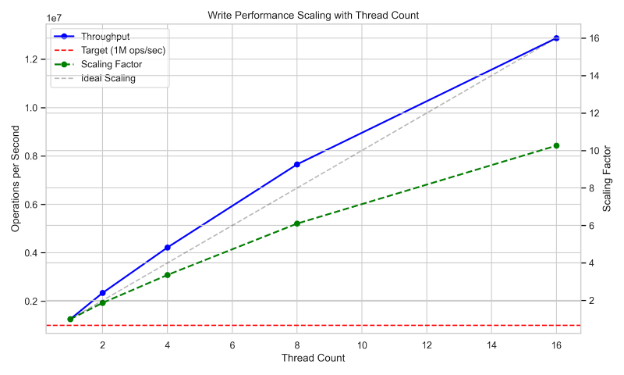 Write Performance Scaling with Thread Count
1e7
Throughput
Target (1M ops/sec)
Scaling Factor
Ideal Scaling
1.2
1.0
0.8
0.6
0.4
0.2
Operations per Second
16
14
12
10
8
6
4
2
Scaling Factor
2 4 6 8 10 12 14 16
Thread Count